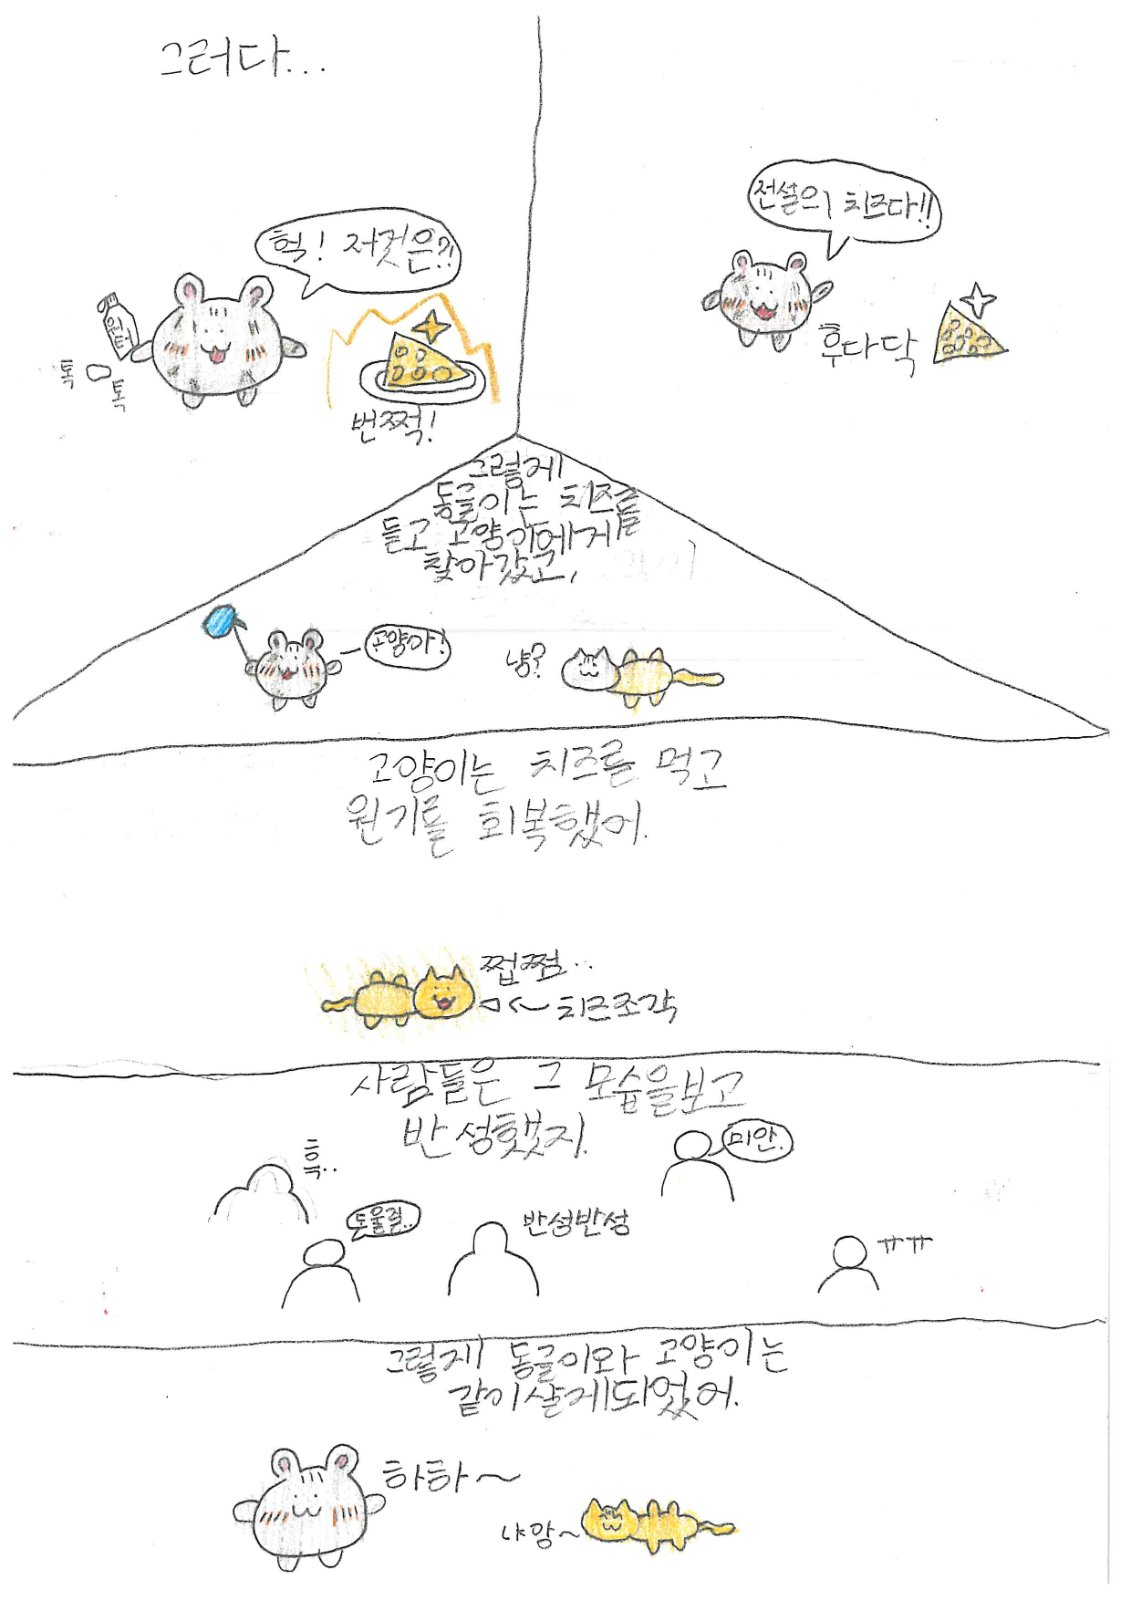 그러다...
헉! 저것은?!
워터
톡
톡
번쩍!
전설의 치즈다!!
후다닥
그렇게
동글이는 치즈를
들고 고양이에게
찾아갔고,
고양아!
냥?
고양이는 치즈를 먹고
원기를 회복했어.
쩝쩜..
치즈조각
사람들은 그 모습을보고
반성했지.
흑..
미안.
도울걸..
반성반성
ㅠㅠ
그렇게 동글이와 고양이는
같이살게되었어.
하하~
냐앙~